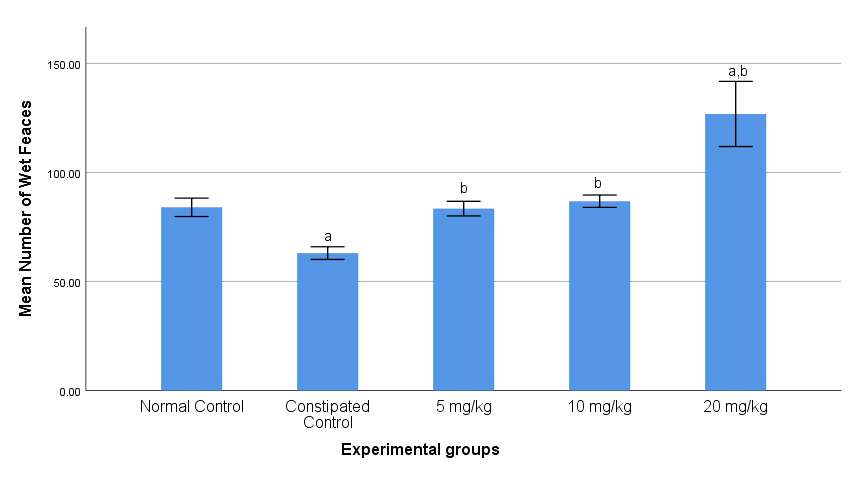 Mean Number of Wet Feaces
150.00
100.00
50.00
0.00
a
b
b
a,b
Normal Control
Constipated
Control
5 mg/kg
10 mg/kg
20 mg/kg
Experimental groups